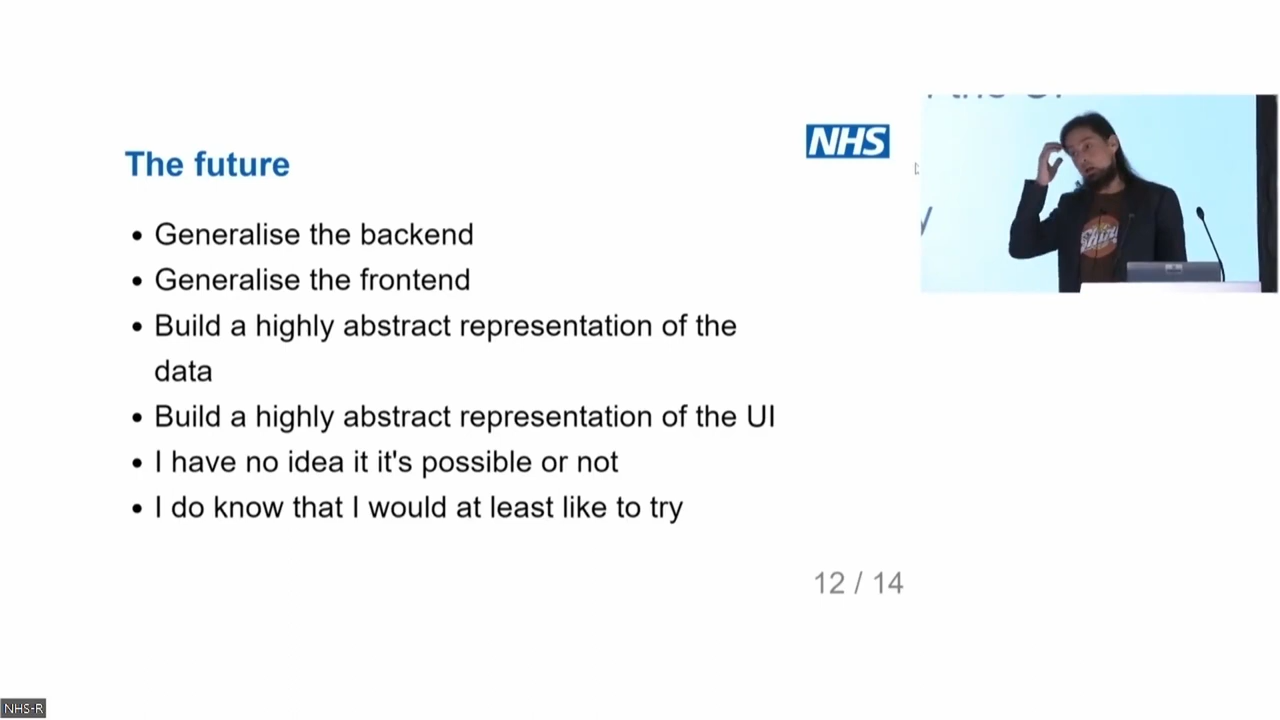 The future
NHS
• Generalise the backend
• Generalise the frontend
• Build a highly abstract representation of the
data
• Build a highly abstract representation of the UI
• I have no idea it it's possible or not
• I do know that I would at least like to try
12 / 14
Shiny
NHS-R